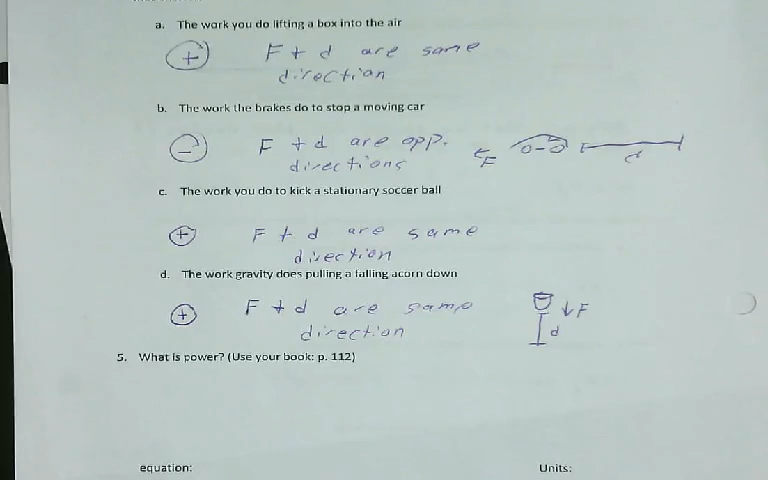 a. The work you do lifting a box into the air
+ F + d are same
direction
b. The work the brakes do to stop a moving car
- F + d are opp.
directions
F d
c. The work you do to kick a stationary soccer ball
+ F + d are same
direction
d. The work gravity does pulling a falling acorn down
+ F + d are same
direction
F
d
5. What is power? (Use your book: p. 112)
equation: Units: